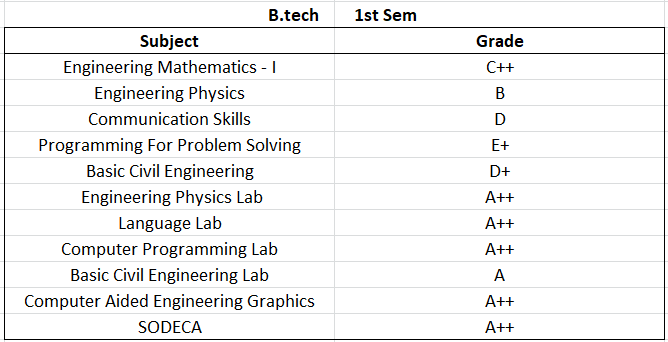 B.tech 1st Sem
Subject Grade
Engineering Mathematics - I C++
Engineering Physics B
Communication Skills D
Programming For Problem Solving E+
Basic Civil Engineering D+
Engineering Physics Lab A++
Language Lab A++
Computer Programming Lab A++
Basic Civil Engineering Lab A
Computer Aided Engineering Graphics A++
SODECA A++